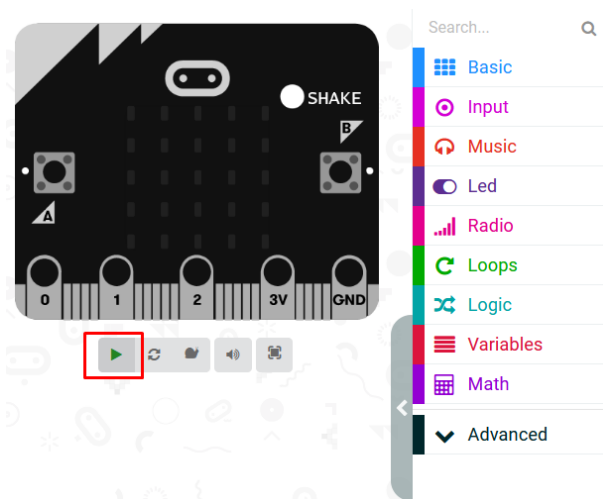 Search...
Basic
Input
Music
Led
Radio
Loops
Logic
Variables
Math
Advanced
SHAKE
B
A
0 1 2 3V GND